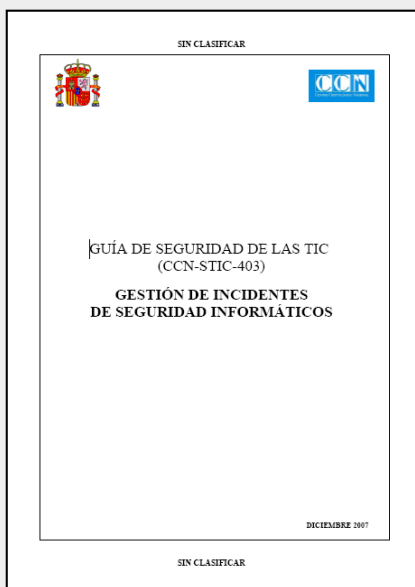 SIN CLASIFICAR
CCN
GUÍA DE SEGURIDAD DE LAS TIC
(CCN-STIC-403)
GESTIÓN DE INCIDENTES
DE SEGURIDAD INFORMÁTICOS
DICIEMBRE 2007
SIN CLASIFICAR